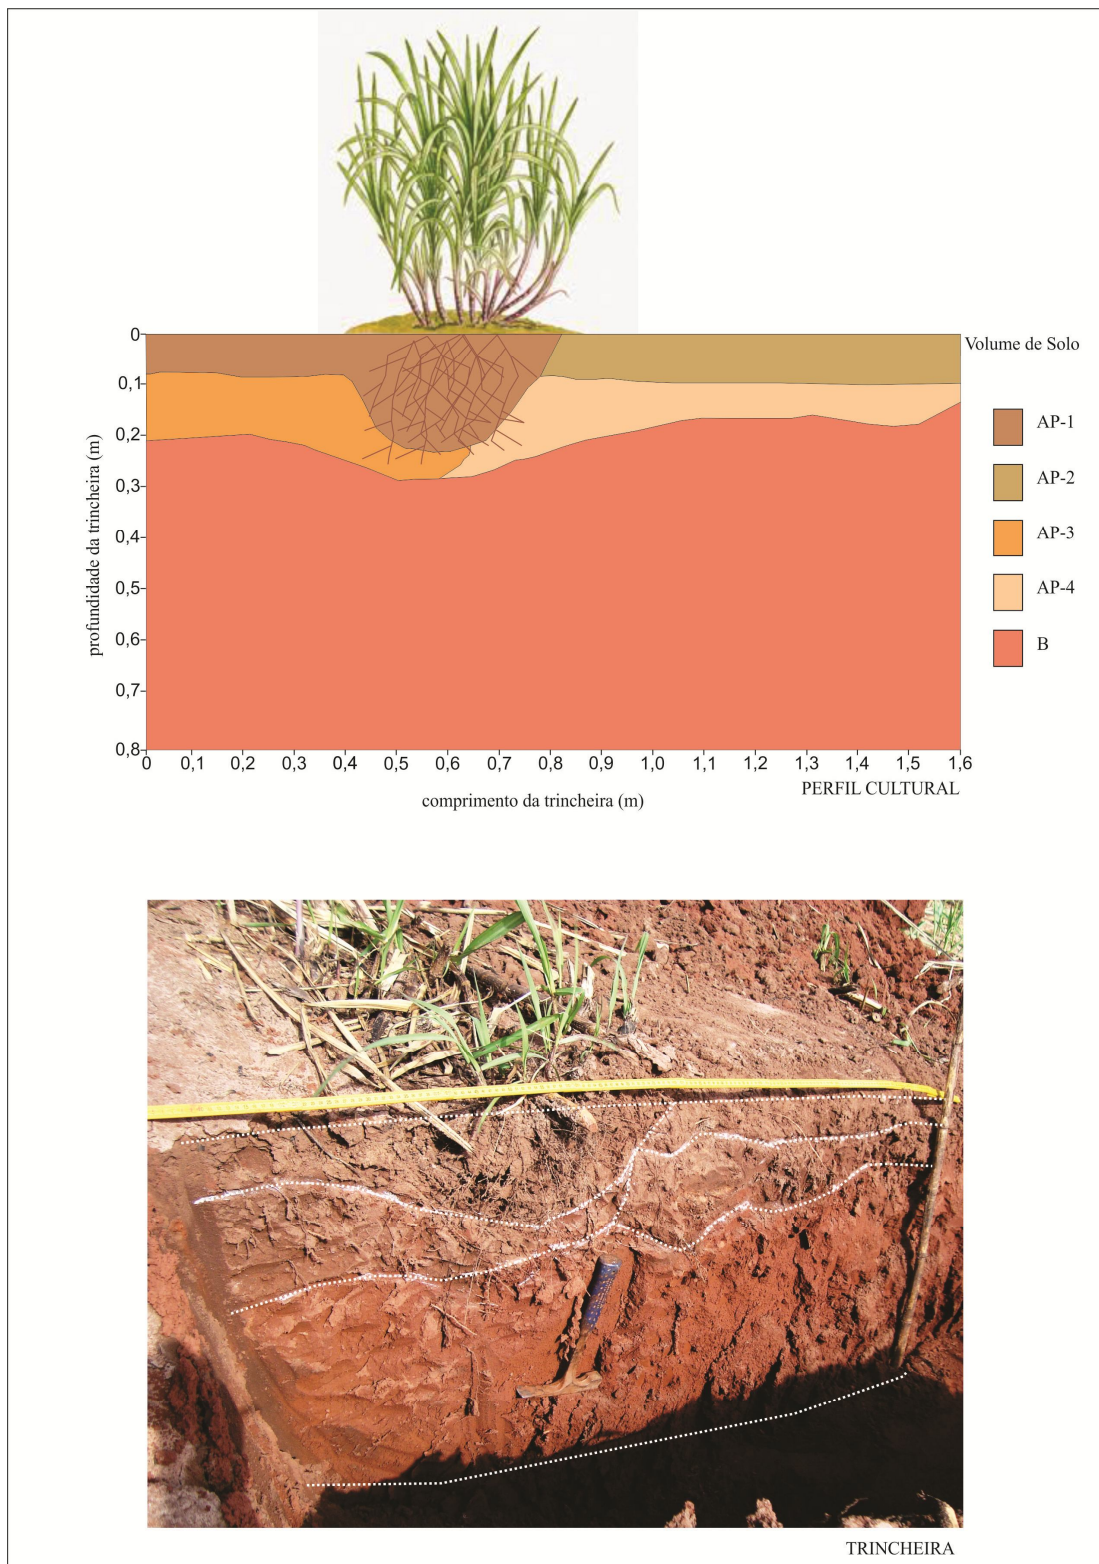 Volume de Solo
AP-1
AP-2
AP-3
AP-4
B
profundidade da trincheira (m)
0
0,1
0,2
0,3
0,4
0,5
0,6
0,7
0,8
0 0,1 0,2 0,3 0,4 0,5 0,6 0,7 0,8 0,9 1,0 1,1 1,2 1,3 1,4 1,5 1,6
PERFIL CULTURAL
comprimento da trincheira (m)
TRINCHEIRA